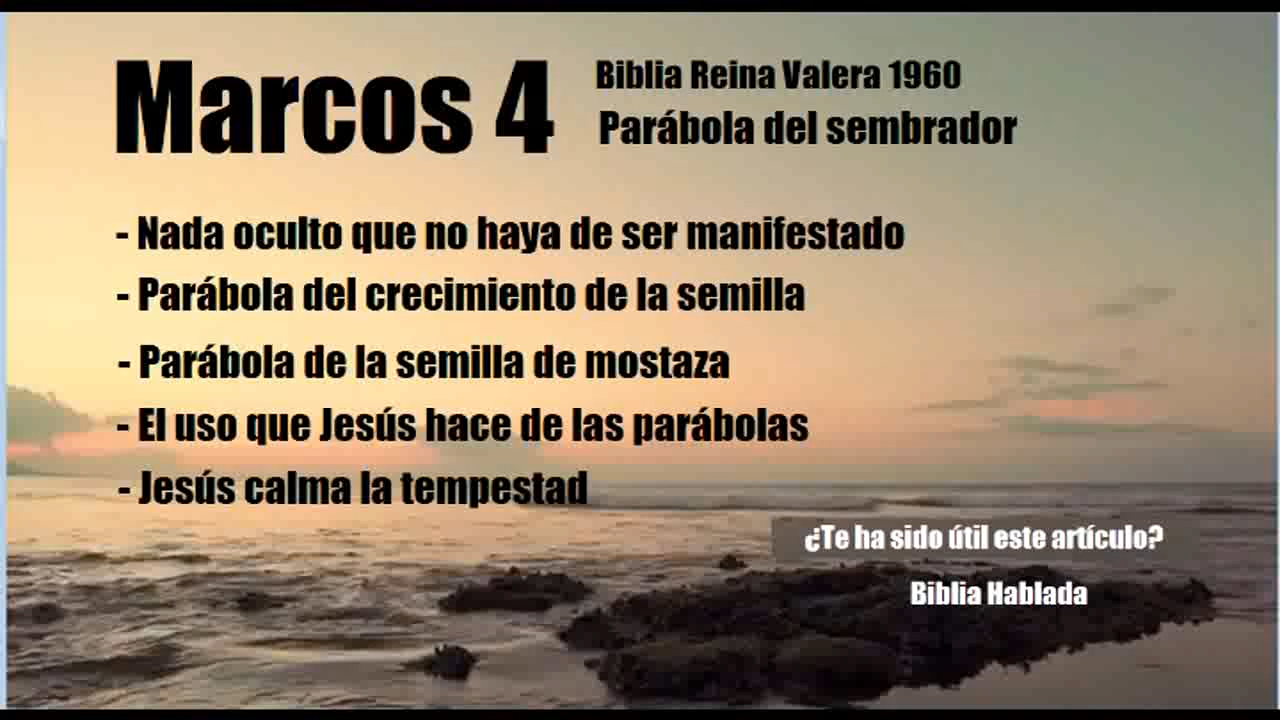 Marcos 4
Biblia Reina Valera 1960
Parábola del sembrador
- Nada oculto que no haya de ser manifestado
- Parábola del crecimiento de la semilla
- Parábola de la semilla de mostaza
- El uso que Jesús hace de las parábolas
- Jesús calma la tempestad
¿Te ha sido útil este artículo?
Biblia Hablada